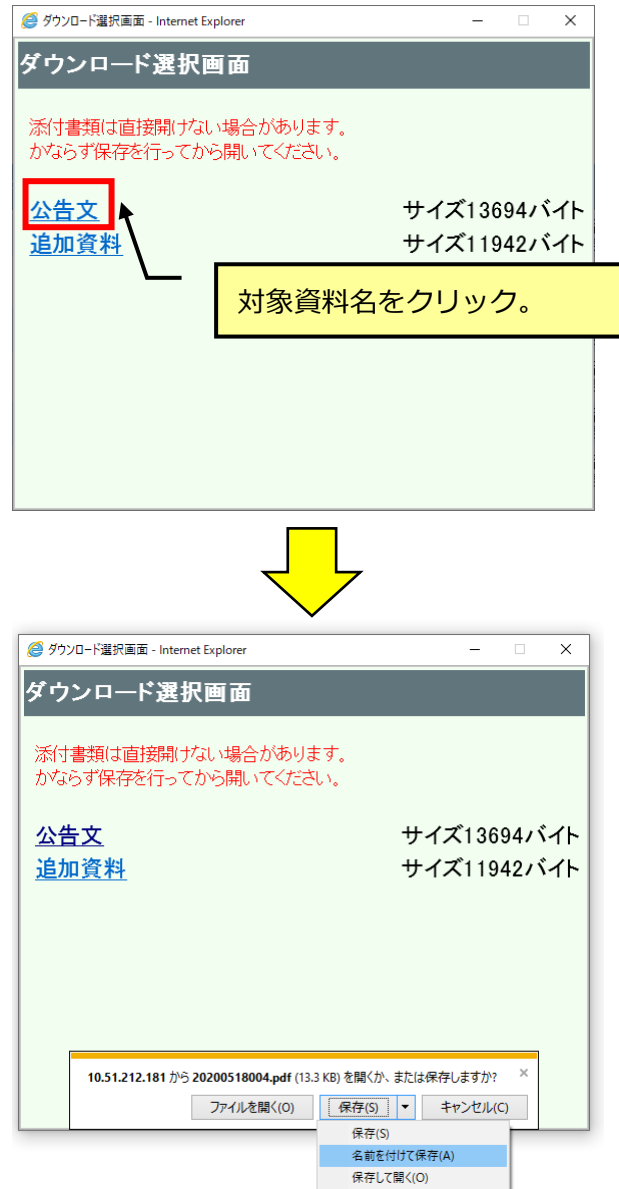 ダウンロード選択画面 - Internet Explorer
ダウンロード選択画面
添付書類は直接開けない場合があります。
かならず保存を行ってから開いてください。
公告文 サイズ13694バイト
追加資料 サイズ11942バイト
対象資料名をクリック。
ダウンロード選択画面 - Internet Explorer
ダウンロード選択画面
添付書類は直接開けない場合があります。
かならず保存を行ってから開いてください。
公告文 サイズ13694バイト
追加資料 サイズ11942バイト
10.51.212.181 から 20200518004.pdf (13.3 KB) を開くか、または保存しますか?
ファイルを開く(O) 保存(S) キャンセル(C)
保存(S)
名前を付けて保存(A)
保存して開く(O)